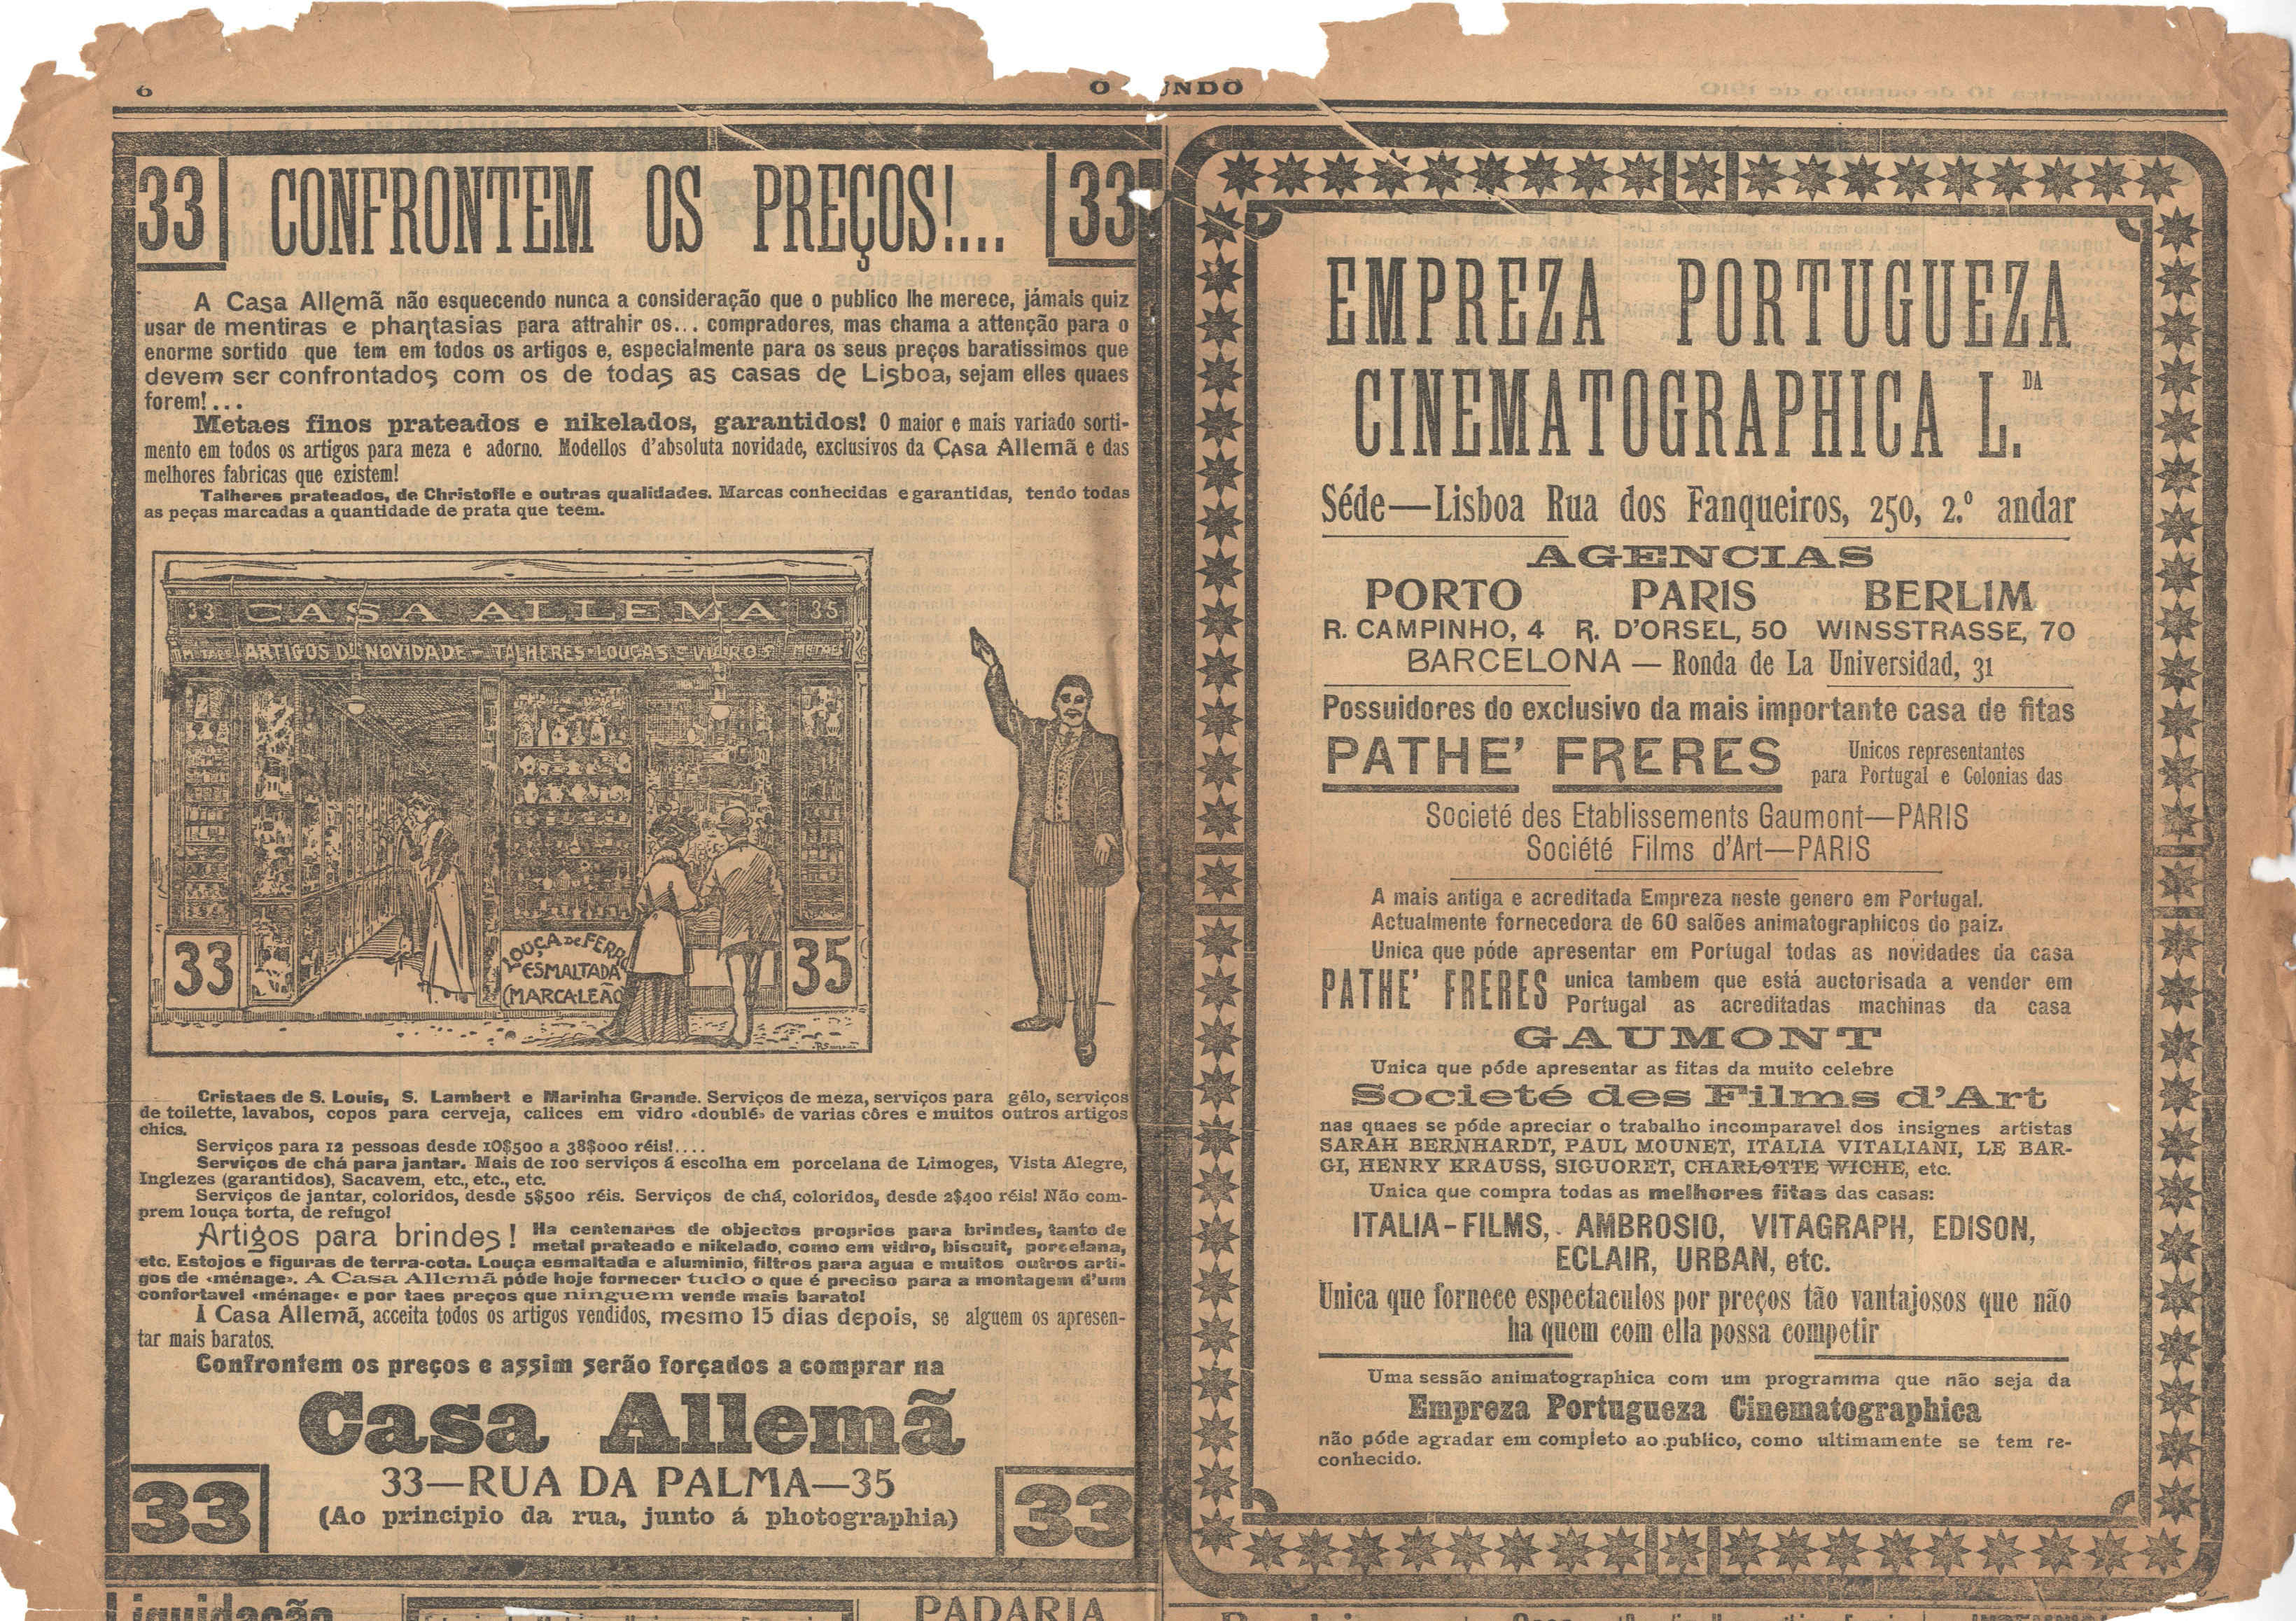 6
O MUNDO
33 CONFRONTEM OS PREÇOS!.... 33
A Casa Allemã não esquecendo nunca a consideração que o publico lhe merece, jámais quiz
usar de mentiras e phantasias para attrahir os... compradores, mas chama a attenção para o
enorme sortido que tem em todos os artigos e, especialmente para os seus preços baratissimos que
devem ser confrontados com os de todas as casas de Lisboa, sejam elles quaes
forem!...
Metaes finos prateados e nikelados, garantidos! O maior e mais variado sorti-
mento em todos os artigos para meza e adorno. Modellos d'absoluta novidade, exclusivos da Casa Allemã e das
melhores fabricas que existem!
Talheres prateados, de Christofle e outras qualidades. Marcas conhecidas e garantidas, tendo todas
as peças marcadas a quantidade de prata que teem.
33 CASA ALLEMÃ 35
METAES ARTIGOS DE NOVIDADE - TALHERES - LOUÇAS E VIDROS METAES
33
LOUÇA DE FERRO
ESMALTADA
(MARCA LEÃO
35
Cristaes de S. Louis, S. Lambert e Marinha Grande. Serviços de meza, serviços para gêlo, serviços
de toilette, lavabos, copos para cerveja, calices em vidro «doublé» de varias côres e muitos outros artigos
chics.
Serviços para 12 pessoas desde 10$500 a 38$000 réis!....
Serviços de chá para jantar. Mais de 100 serviços á escolha em porcelana de Limoges, Vista Alegre,
Inglezes (garantidos), Sacavem, etc., etc., etc.
Serviços de jantar, coloridos, desde 5$500 réis. Serviços de chá, coloridos, desde 2$400 réis! Não com-
prem louça torta, de refugo!
Artigos para brindes! Ha centenares de objectos proprios para brindes, tanto de
metal prateado e nikelado, como em vidro, biscuit, porcelana,
etc. Estojos e figuras de terra-cota. Louça esmaltada e aluminio, filtros para agua e muitos outros arti-
gos de «ménage». A Casa Allemã póde hoje fornecer tudo o que é preciso para a montagem d'um
confortavel «ménage« e por taes preços que ninguem vende mais barato!
A Casa Allemã, acceita todos os artigos vendidos, mesmo 15 dias depois, se alguem os apresen-
tar mais baratos.
Confrontem os preços e assim serão forçados a comprar na
Casa Allemã
33—RUA DA PALMA—35
(Ao principio da rua, junto á photographia)
33 33
Liquidação
PADARIA
EMPREZA PORTUGUEZA
CINEMATOGRAPHICA L.DA
Séde—Lisboa Rua dos Fanqueiros, 250, 2.º andar
AGENCIAS
PORTO PARIS BERLIM
R. CAMPINHO, 4 R. D'ORSEL, 50 WINSSTRASSE, 70
BARCELONA — Ronda de La Universidad, 31
Possuidores do exclusivo da mais importante casa de fitas
PATHE' FRERES Unicos representantes
para Portugal e Colonias das
Societé des Etablissements Gaumont—PARIS
Société Films d'Art—PARIS
A mais antiga e acreditada Empreza neste genero em Portugal.
Actualmente fornecedora de 60 salões animatographicos do paiz.
Unica que póde apresentar em Portugal todas as novidades da casa
PATHE' FRERES unica tambem que está auctorisada a vender em
Portugal as acreditadas machinas da casa
GAUMONT
Unica que póde apresentar as fitas da muito celebre
Societé des Films d'Art
nas quaes se póde apreciar o trabalho incomparavel dos insignes artistas
SARAH BERNHARDT, PAUL MOUNET, ITALIA VITALIANI, LE BAR-
GI, HENRY KRAUSS, SIGUORET, CHARLOTTE WICHE, etc.
Unica que compra todas as melhores fitas das casas:
ITALIA-FILMS, AMBROSIO, VITAGRAPH, EDISON,
ECLAIR, URBAN, etc.
Unica que fornece espectaculos por preços tão vantajosos que não
ha quem com ella possa competir
Uma sessão animatographica com um programma que não seja da
Empreza Portugueza Cinematographica
não póde agradar em completo ao publico, como ultimamente se tem re-
conhecido.